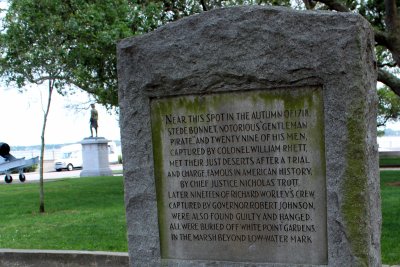 NEAR THIS SPOT IN THE AUTUMN OF 1718,
STEDE BONNET, NOTORIOUS "GENTLEMAN
PIRATE," AND TWENTY NINE OF HIS MEN,
CAPTURED BY COLONEL WILLIAM RHETT,
MET THEIR JUST DESERTS AFTER A TRIAL
AND CHARGE, FAMOUS IN AMERICAN HISTORY,
BY CHIEF JUSTICE NICHOLAS TROTT.
LATER NINETEEN OF RICHARD WORLEY'S CREW,
CAPTURED BY GOVERNOR ROBERT JOHNSON,
WERE ALSO FOUND GUILTY AND HANGED.
ALL WERE BURIED OFF WHITE POINT GARDENS,
IN THE MARSH BEYOND LOW-WATER MARK.